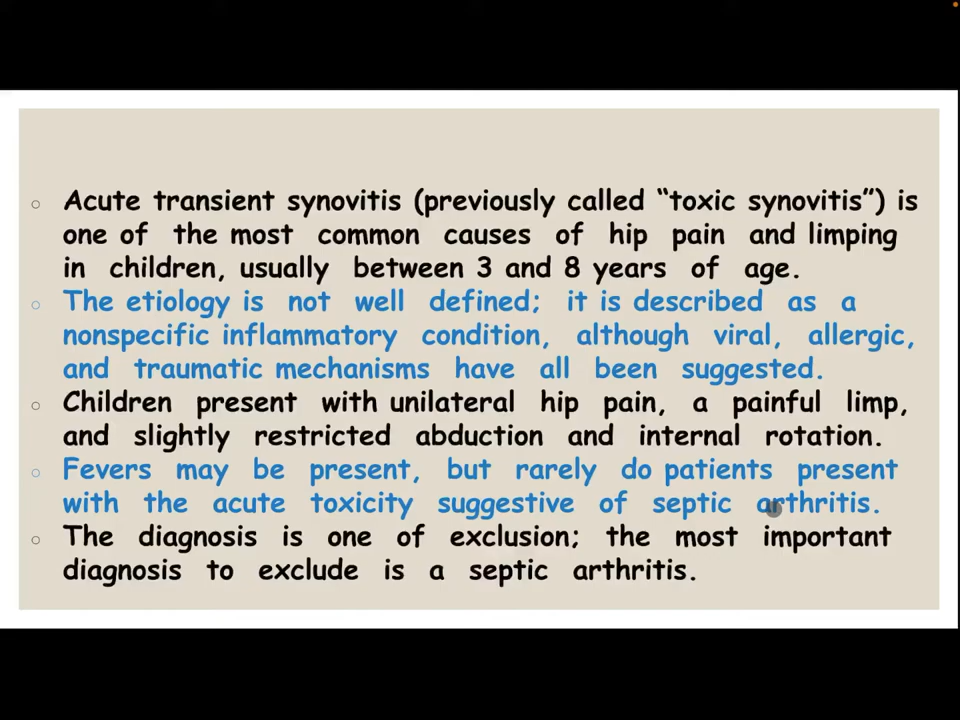 Acute transient synovitis (previously called “toxic synovitis”) is
one of the most common causes of hip pain and limping
in children, usually between 3 and 8 years of age.
The etiology is not well defined; it is described as a
nonspecific inflammatory condition, although viral, allergic,
and traumatic mechanisms have all been suggested.
Children present with unilateral hip pain, a painful limp,
and slightly restricted abduction and internal rotation.
Fevers may be present, but rarely do patients present
with the acute toxicity suggestive of septic arthritis.
The diagnosis is one of exclusion; the most important
diagnosis to exclude is a septic arthritis.